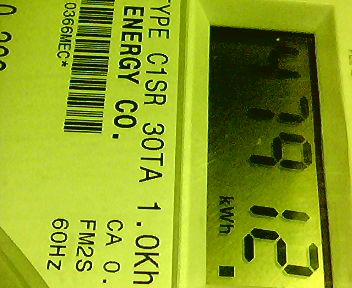 47912
kWh
TYPE C1SR 30TA 1.0Kh
ENERGY CO.
CA 0.
FM2S
0366MEC*
60HZ